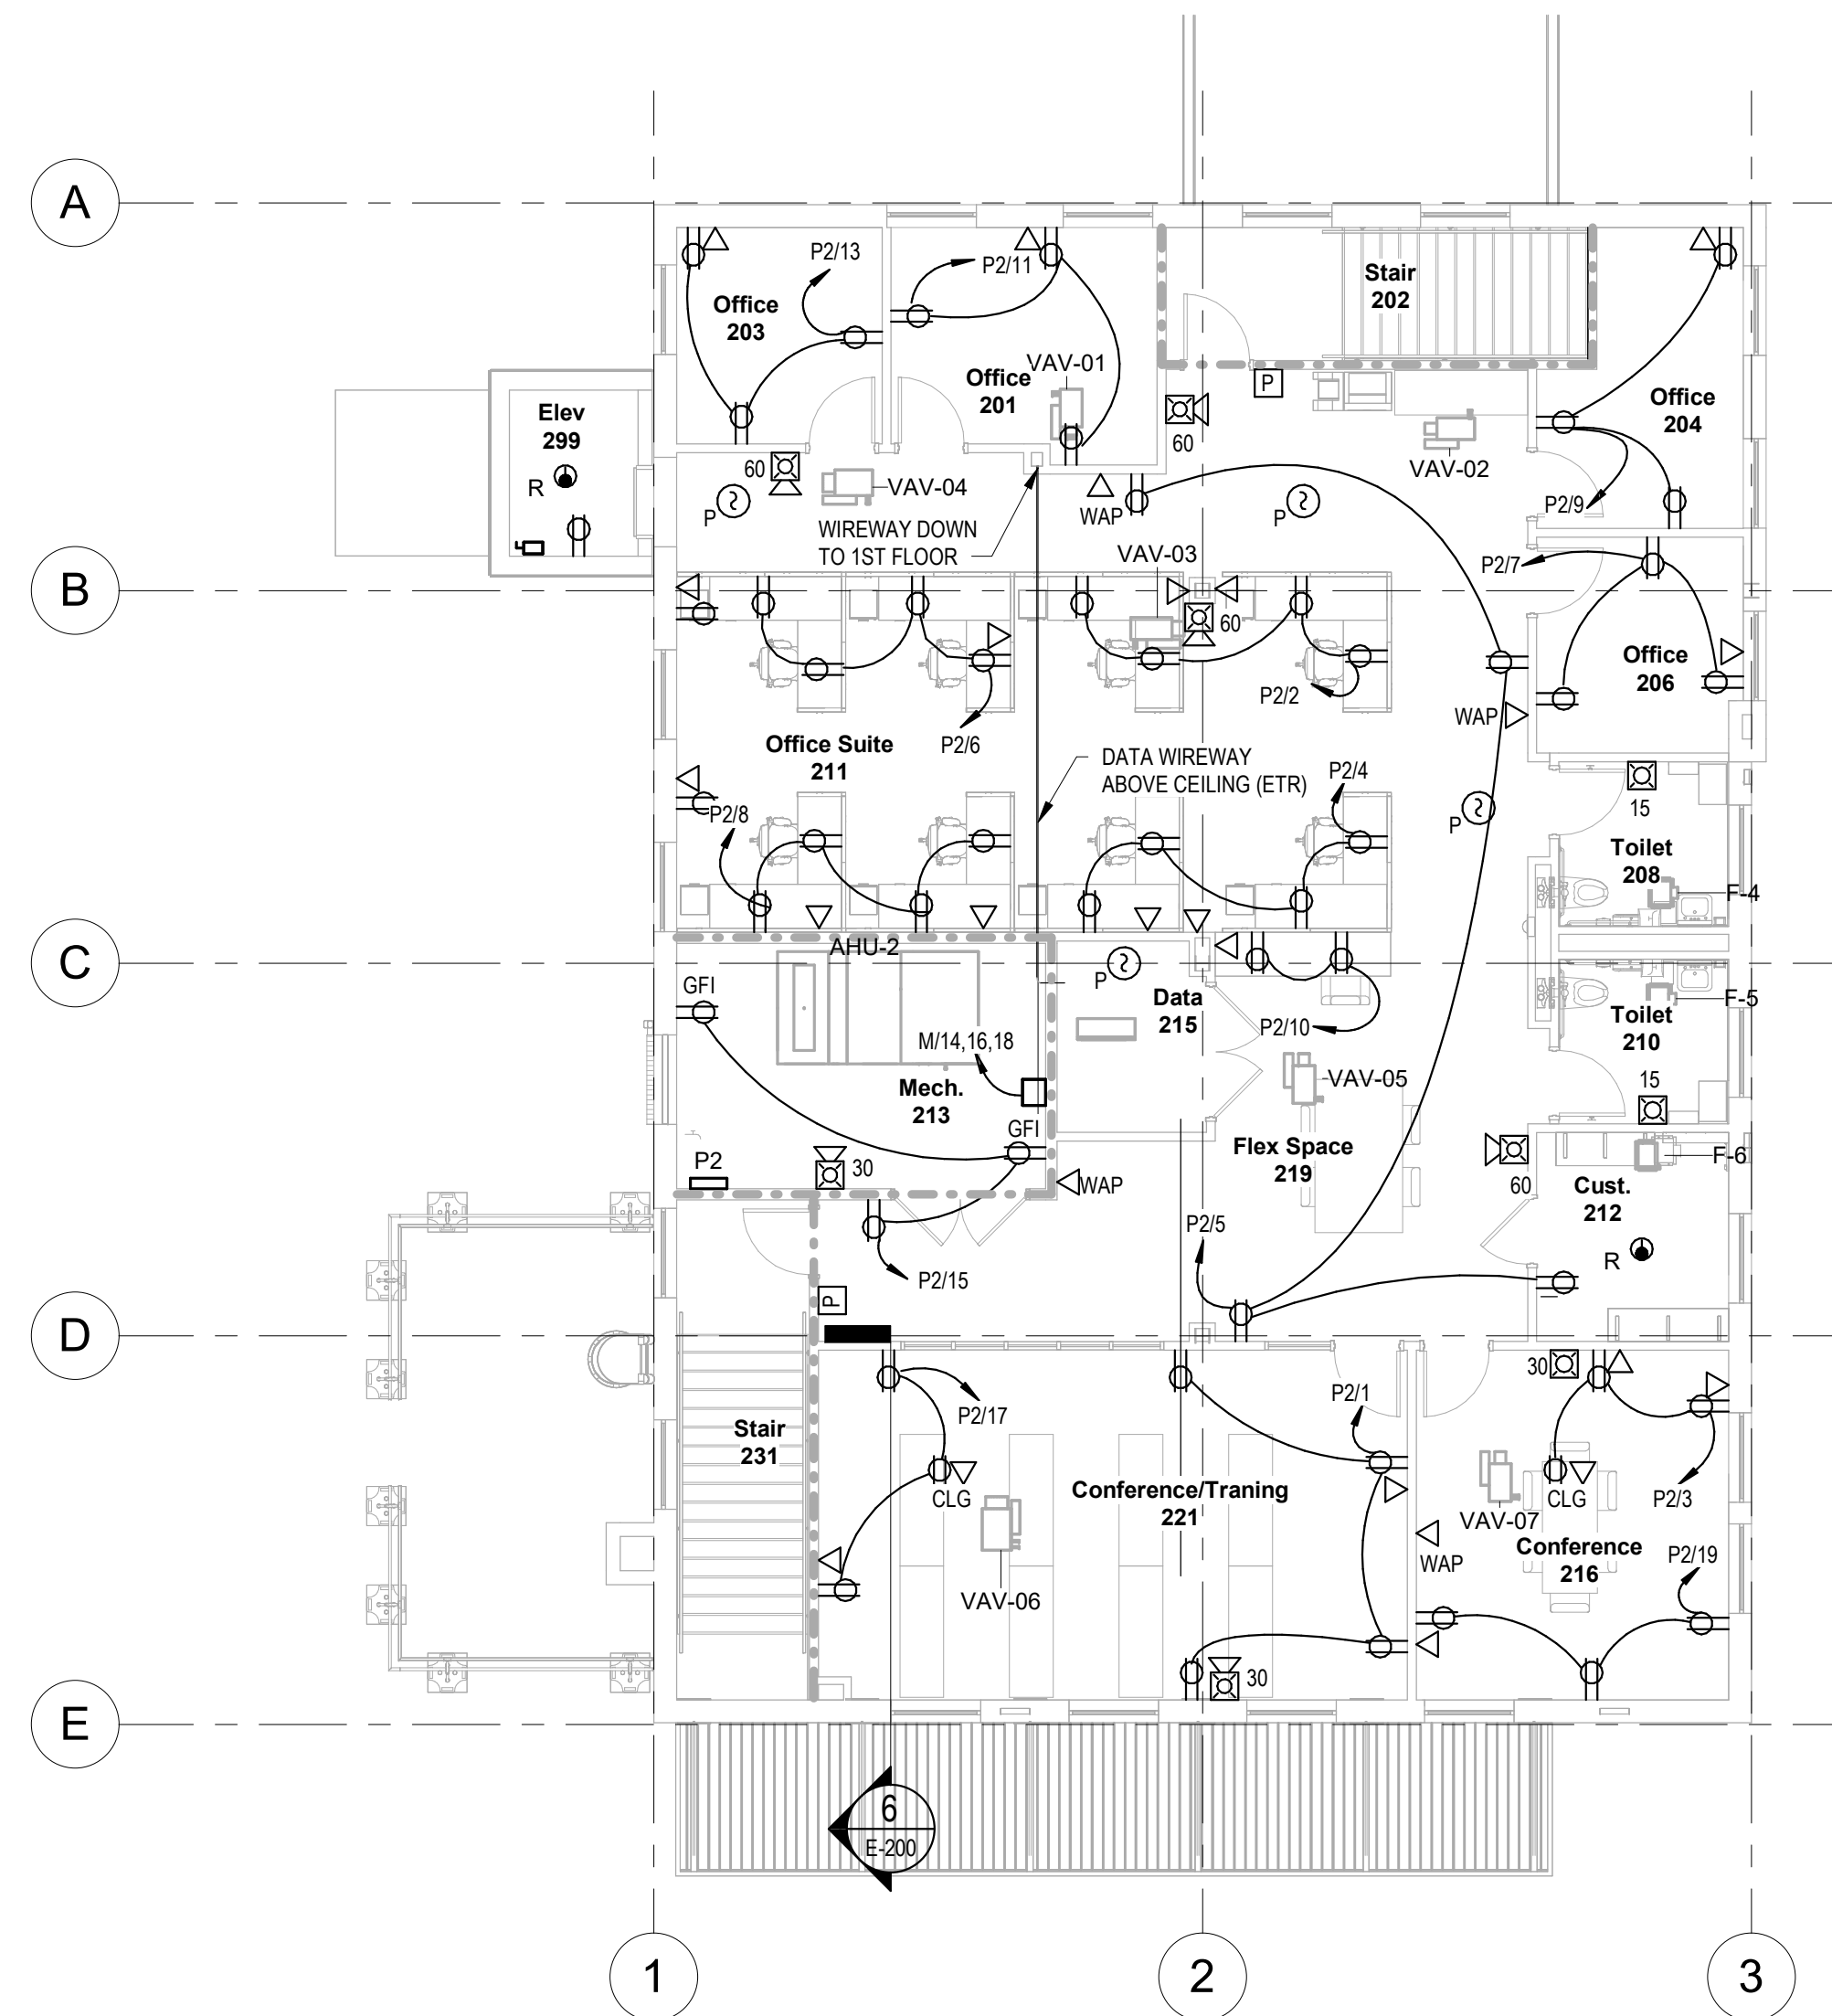 A
P2/13
P2/11
Stair
202
Office
203
Office
201
VAV-01
P
Office
204
Elev
299
60
VAV-02
R
60
VAV-04
P
WAP
P
P2/9
WIREWAY DOWN
TO 1ST FLOOR
VAV-03
P2/7
B
60
Office
206
P2/2
WAP
Office Suite
211
P2/6
DATA WIREWAY
ABOVE CEILING (ETR)
P2/4
P2/8
P
15
Toilet
208
F-4
AHU-2
C
P
GFI
Data
215
F-5
Toilet
210
P2/10
M/14,16,18
VAV-05
15
Mech.
213
GFI
Flex Space
219
F-6
P2
30
WAP
60
Cust.
212
P2/5
R
P2/15
P
D
30
P2/1
P2/17
Stair
231
CLG
Conference/Traning
221
CLG
P2/3
VAV-07
WAP
Conference
216
P2/19
VAV-06
30
E
6
E-200
1
2
3